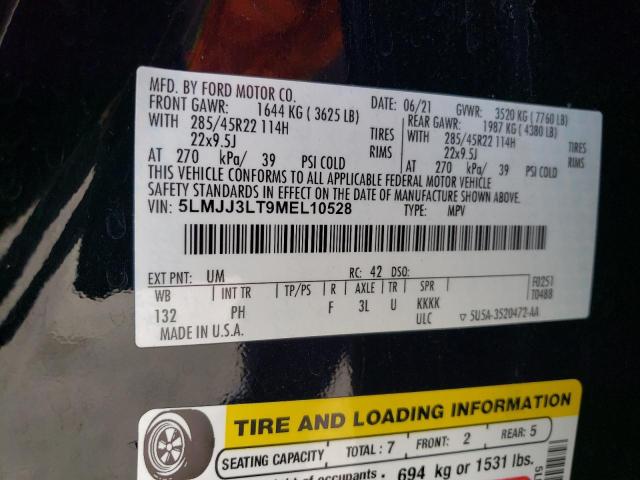 MFD. BY FORD MOTOR CO.
DATE: 06/21 GVWR: 3520 KG (7760 LB)
FRONT GAWR: 1644 KG (3625 LB) REAR GAWR: 1987 KG (4380 LB)
WITH 285/45R22 114H TIRES WITH 285/45R22 114H TIRES
22x9.5J RIMS 22x9.5J RIMS
AT 270 kPa/ 39 PSI COLD AT 270 kPa/ 39 PSI COLD
THIS VEHICLE CONFORMS TO ALL APPLICABLE FEDERAL MOTOR VEHICLE
SAFETY STANDARDS IN EFFECT ON THE DATE OF MANUFACTURE SHOWN ABOVE.
VIN: 5LMJJ3LT9MEL10528 TYPE: MPV
EXT PNT: UM RC: 42 DSO: F0251
WB INT TR TP/PS R AXLE TR SPR T0488
132 PH F 3L U KKKK
MADE IN U.S.A. ULC ▽ 5U5A-3520472-AA
TIRE AND LOADING INFORMATION
SEATING CAPACITY TOTAL: 7 FRONT: 2 REAR: 5
of occupants 694 kg or 1531 lbs.